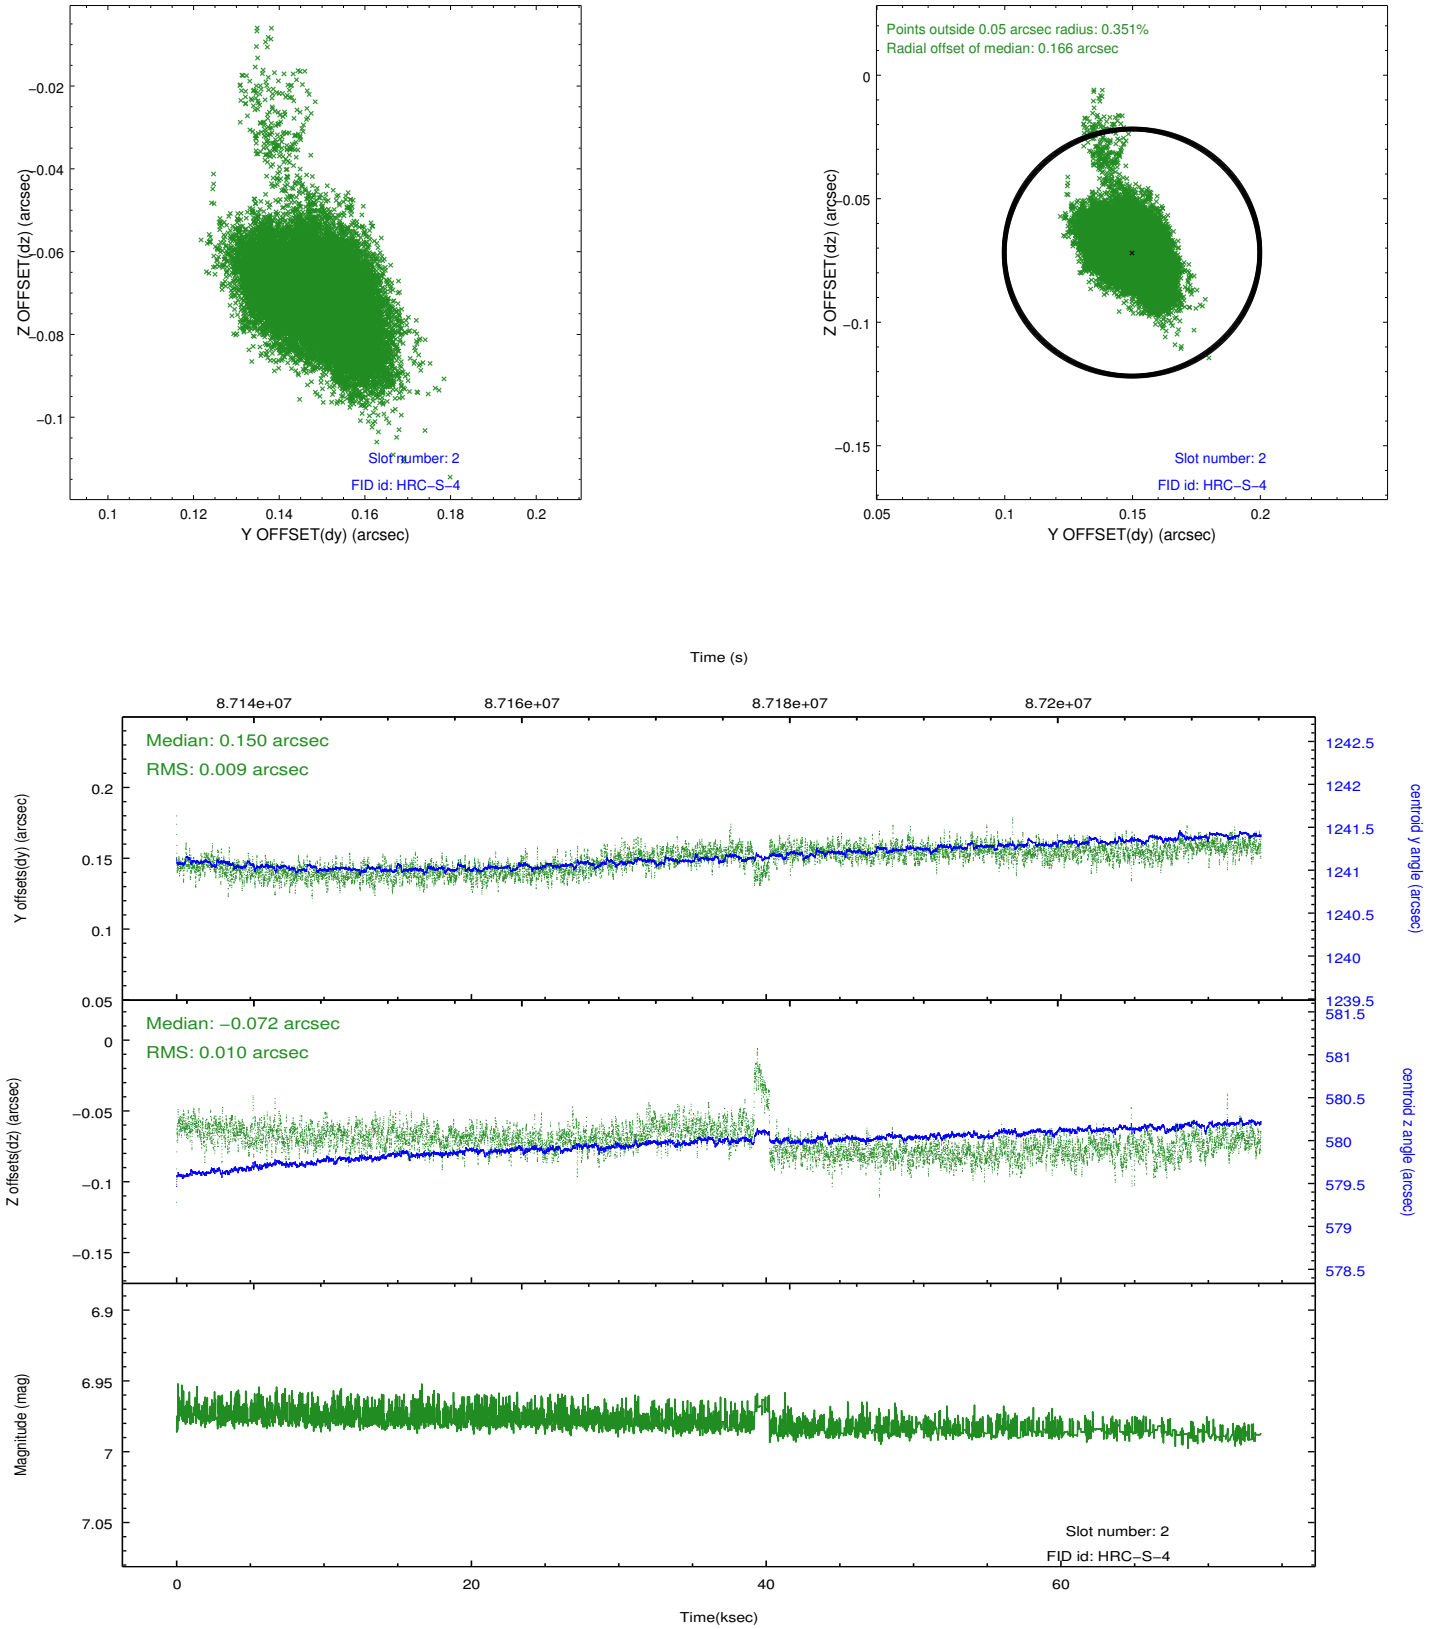 −0.02
−0.04
−0.06
−0.08
−0.1
Z OFFSET(dz) (arcsec)
Slot number: 2
FID id: HRC−S−4
0.1
0.12
0.14
0.16
0.18
0.2
Y OFFSET(dy) (arcsec)
Points outside 0.05 arcsec radius: 0.351%
Radial offset of median: 0.166 arcsec
0
−0.05
−0.1
−0.15
Z OFFSET(dz) (arcsec)
Slot number: 2
FID id: HRC−S−4
0.05
0.1
0.15
0.2
Y OFFSET(dy) (arcsec)
Time (s)
8.714e+07
8.716e+07
8.718e+07
8.72e+07
Median: 0.150 arcsec
RMS: 0.009 arcsec
0.2
0.15
0.1
0.05
Y offsets(dy) (arcsec)
1242.5
1242
1241.5
1241
1240.5
1240
1239.5
centroid y angle (arcsec)
Median: −0.072 arcsec
RMS: 0.010 arcsec
0
−0.05
−0.1
−0.15
Z offsets(dz) (arcsec)
581.5
581
580.5
580
579.5
579
578.5
centroid z angle (arcsec)
6.9
6.95
7
7.05
Magnitude (mag)
Slot number: 2
FID id: HRC−S−4
0
20
40
60
Time(ksec)